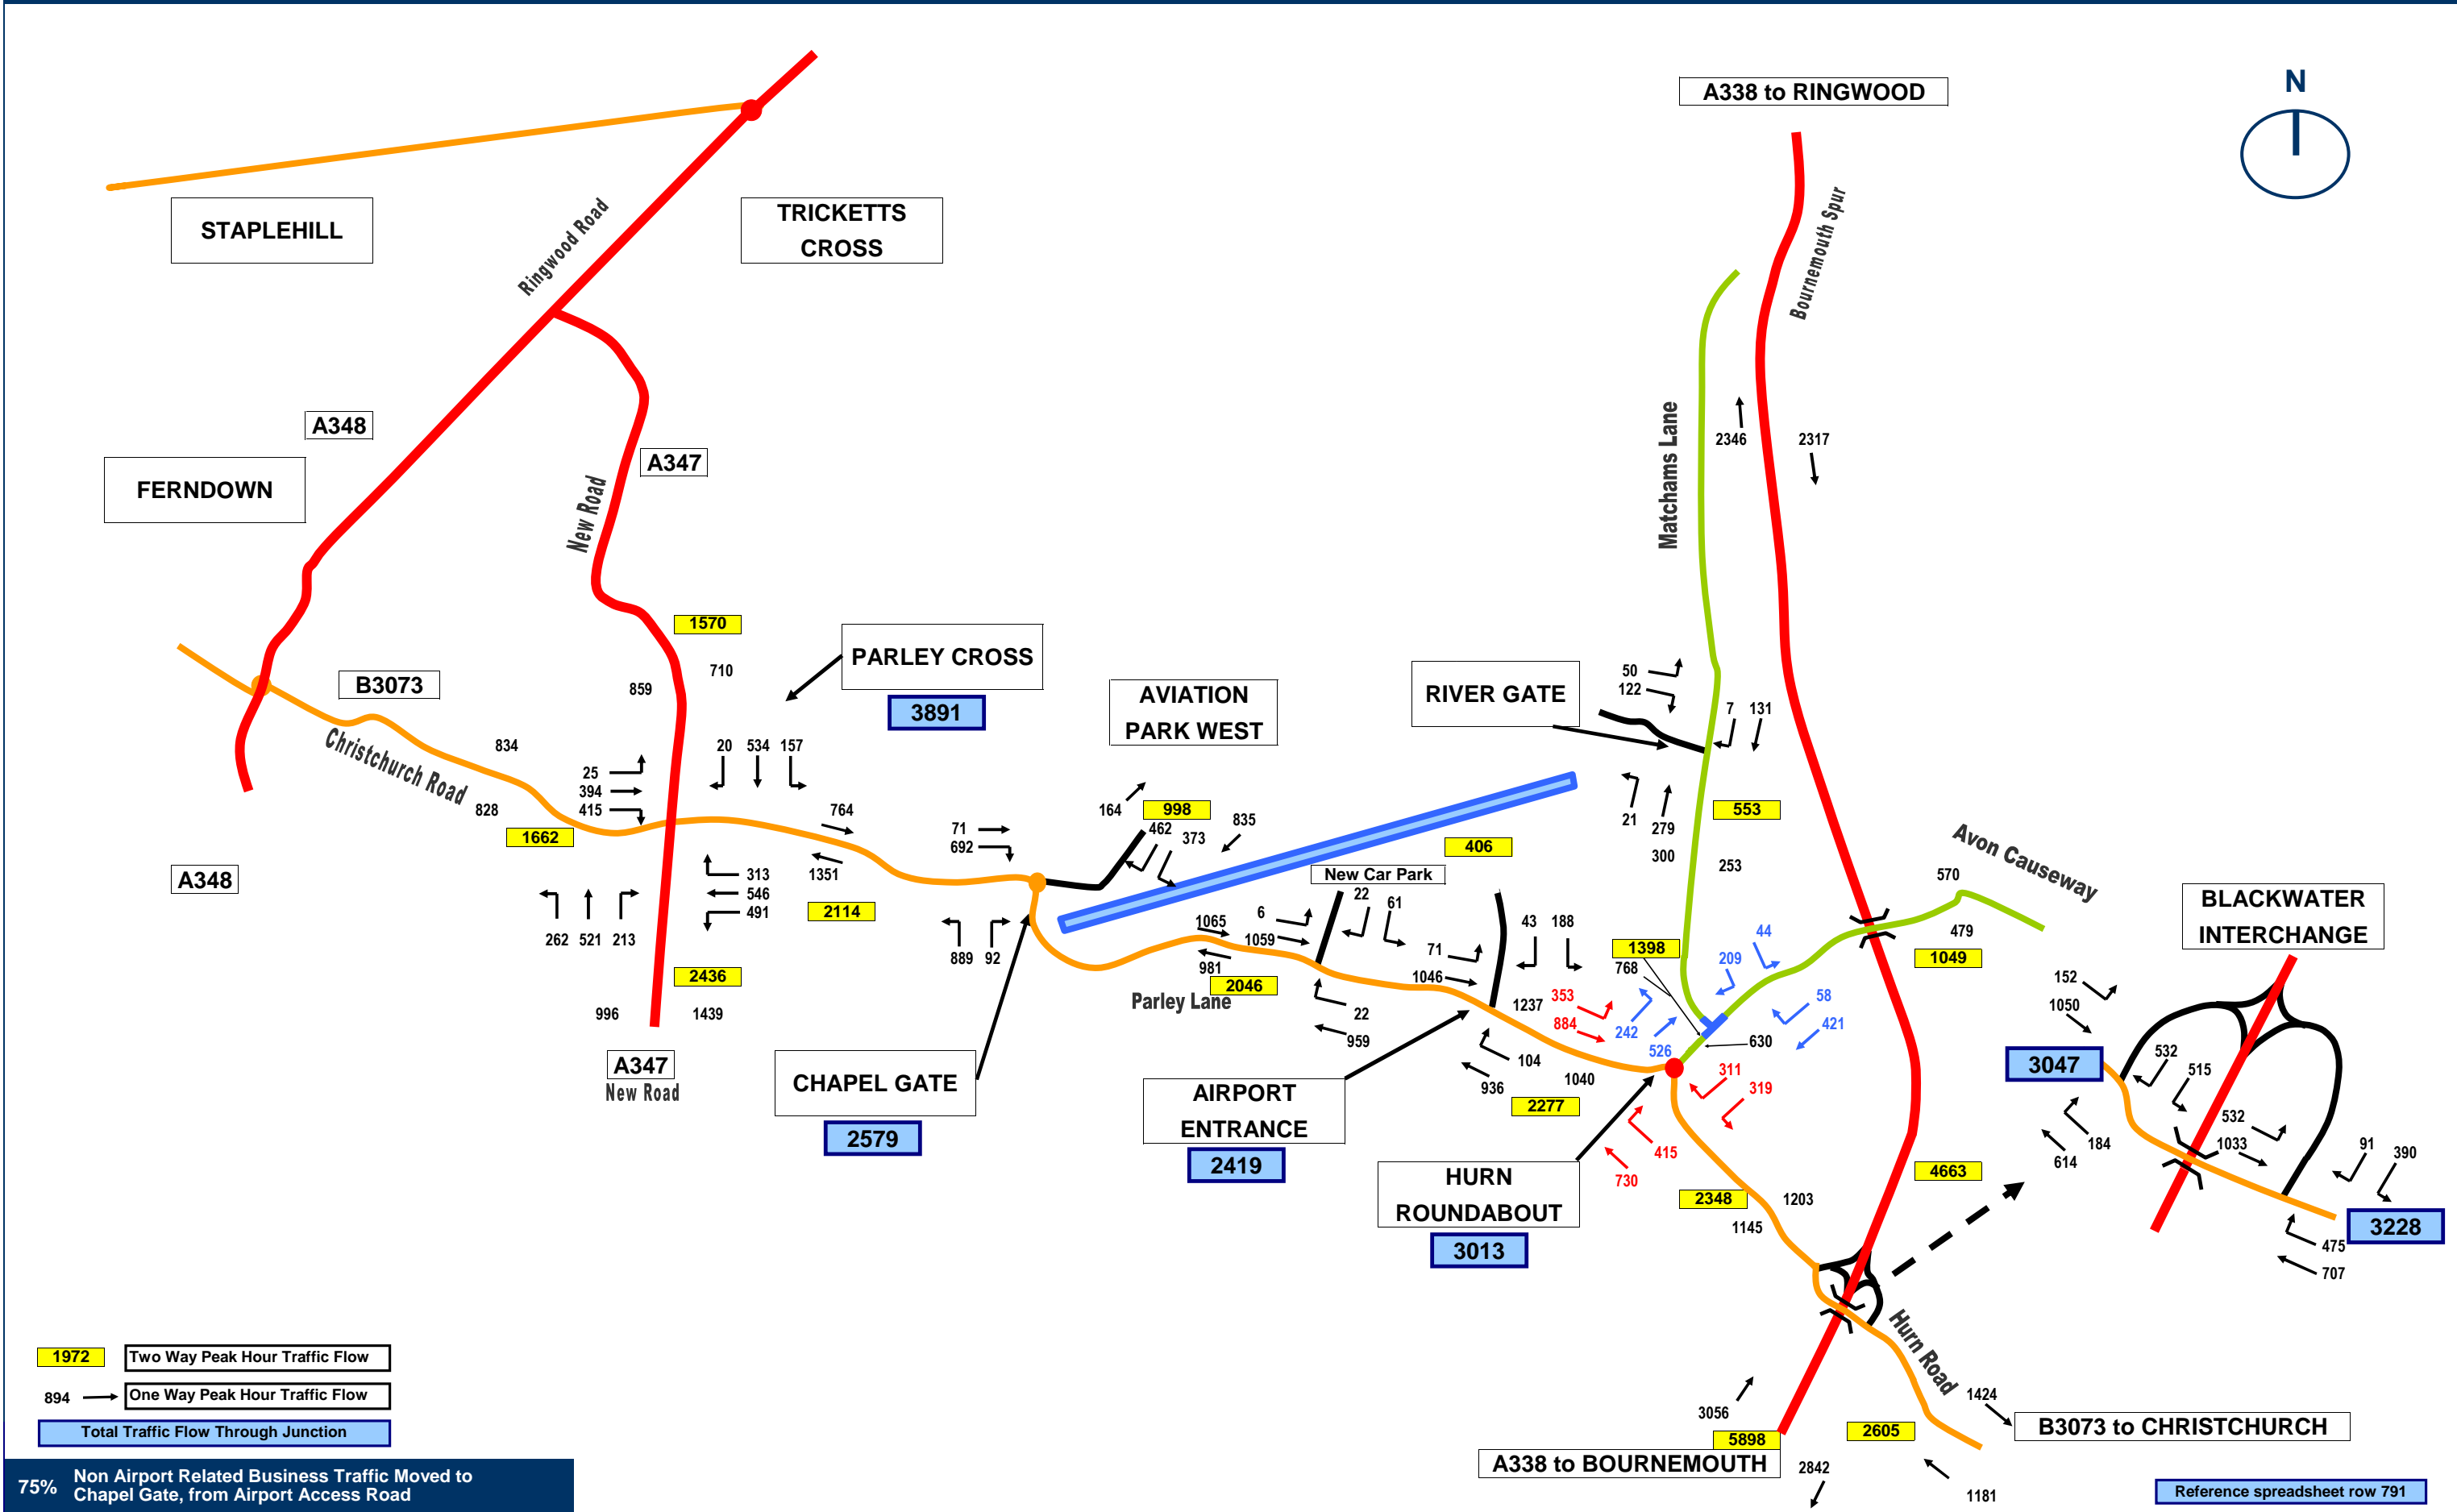 A338 to RINGWOOD
N
STAPLEHILL
TRICKETTS
CROSS
Ringwood Road
Bournemouth Spur
A348
FERNDOWN
A347
New Road
Matchams Lane
2346
2317
1570
710
859
PARLEY CROSS
3891
B3073
Christchurch Road
834
828
1662
A348
25
394
415
20
534
157
764
1351
2114
313
546
491
262
521
213
2436
996
1439
A347
New Road
AVIATION
PARK WEST
164
998
462
373
835
71
692
889
92
CHAPEL GATE
2579
406
New Car Park
1065
1059
981
2046
Parley Lane
6
22
61
22
959
71
1046
43
188
1237
104
936
1040
2277
AIRPORT
ENTRANCE
2419
RIVER GATE
50
122
7
131
21
279
300
553
253
Avon Causeway
570
479
1049
1398
768
209
44
58
421
242
526
630
353
884
311
319
415
730
HURN
ROUNDABOUT
3013
2348
1203
1145
4663
BLACKWATER
INTERCHANGE
152
1050
3047
532
515
532
1033
184
614
91
390
3228
475
707
Hurn Road
1424
B3073 to CHRISTCHURCH
3056
5898
2605
A338 to BOURNEMOUTH
2842
1181
1972 Two Way Peak Hour Traffic Flow
894 One Way Peak Hour Traffic Flow
Total Traffic Flow Through Junction
75% Non Airport Related Business Traffic Moved to
Chapel Gate, from Airport Access Road
Reference spreadsheet row 791